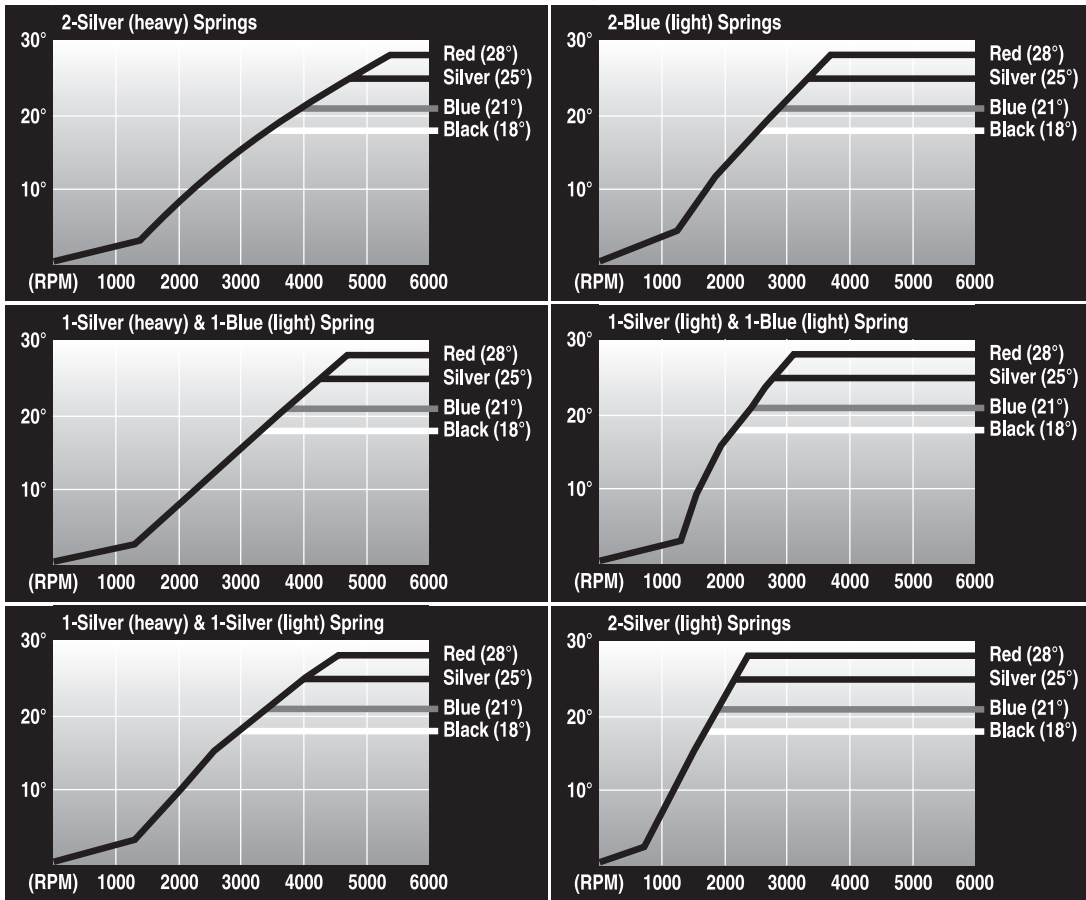 2-Silver (heavy) Springs
30°
20°
10°
Red (28°)
Silver (25°)
Blue (21°)
Black (18°)
(RPM) 1000 2000 3000 4000 5000 6000
2-Blue (light) Springs
30°
20°
10°
Red (28°)
Silver (25°)
Blue (21°)
Black (18°)
(RPM) 1000 2000 3000 4000 5000 6000
1-Silver (heavy) & 1-Blue (light) Spring
30°
20°
10°
Red (28°)
Silver (25°)
Blue (21°)
Black (18°)
(RPM) 1000 2000 3000 4000 5000 6000
1-Silver (light) & 1-Blue (light) Spring
30°
20°
10°
Red (28°)
Silver (25°)
Blue (21°)
Black (18°)
(RPM) 1000 2000 3000 4000 5000 6000
1-Silver (heavy) & 1-Silver (light) Spring
30°
20°
10°
Red (28°)
Silver (25°)
Blue (21°)
Black (18°)
(RPM) 1000 2000 3000 4000 5000 6000
2-Silver (light) Springs
30°
20°
10°
Red (28°)
Silver (25°)
Blue (21°)
Black (18°)
(RPM) 1000 2000 3000 4000 5000 6000